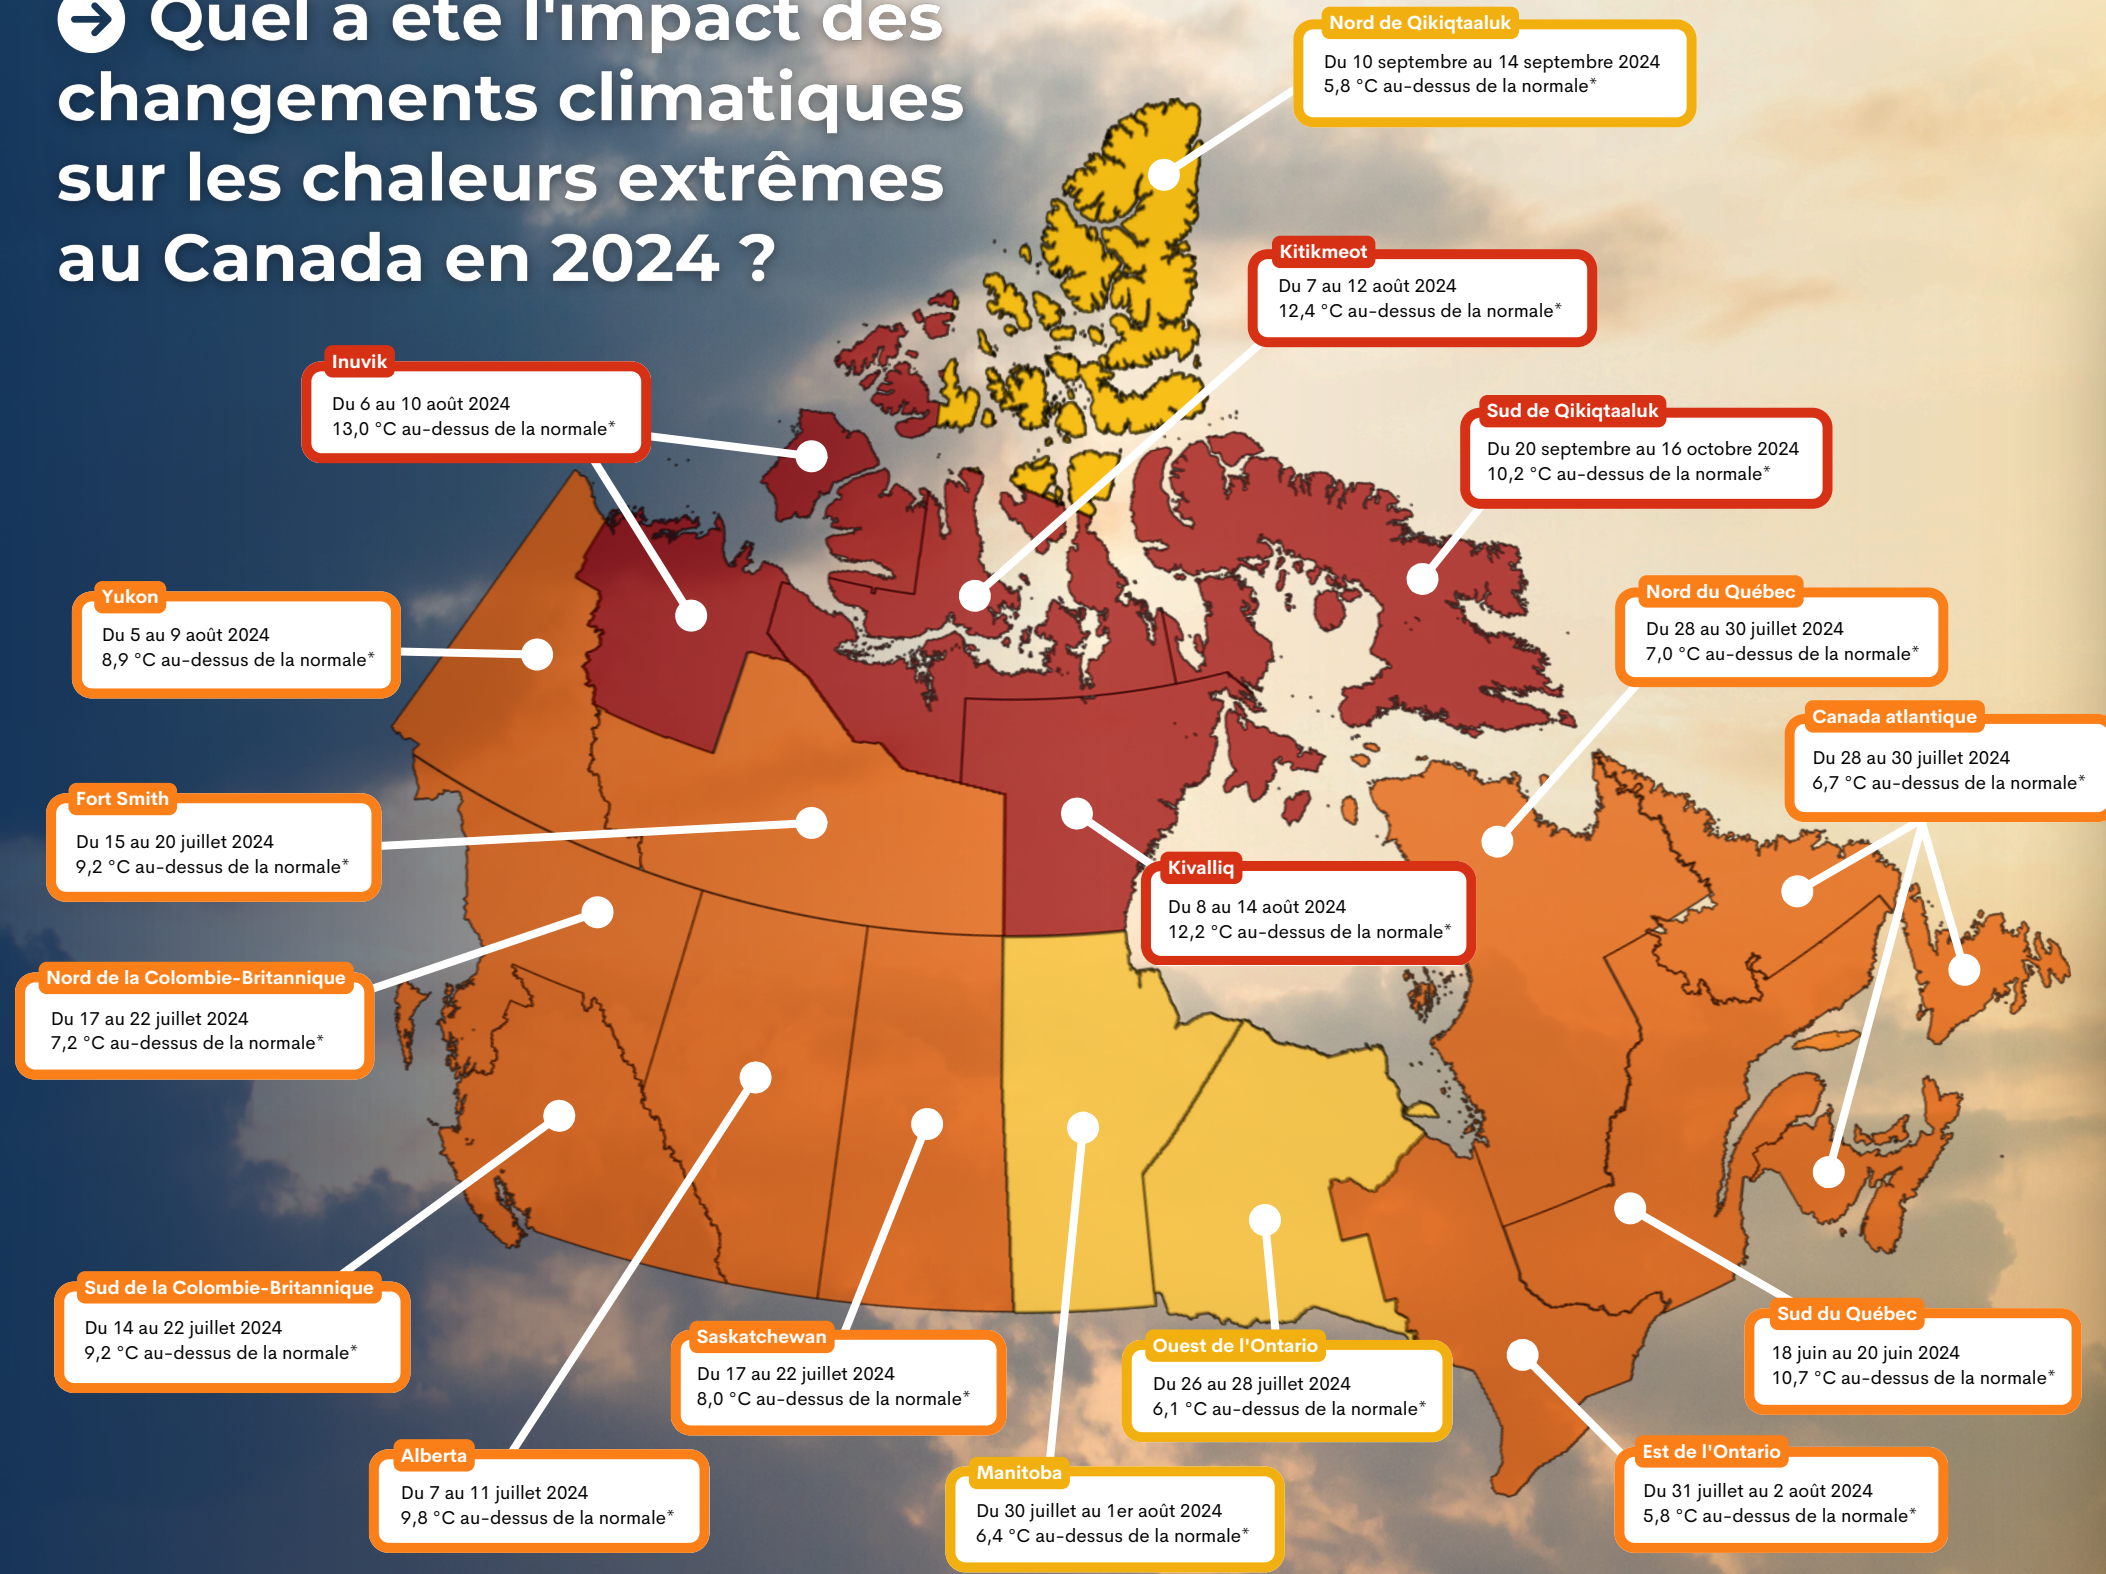 Quel a été l'impact des
changements climatiques
sur les chaleurs extrêmes
au Canada en 2024 ?
Nord de Qikiqtaaluk
Du 10 septembre au 14 septembre 2024
5,8 °C au-dessus de la normale*
Kitikmeot
Du 7 au 12 août 2024
12,4 °C au-dessus de la normale*
Inuvik
Du 6 au 10 août 2024
13,0 °C au-dessus de la normale*
Sud de Qikiqtaaluk
Du 20 septembre au 16 octobre 2024
10,2 °C au-dessus de la normale*
Yukon
Du 5 au 9 août 2024
8,9 °C au-dessus de la normale*
Nord du Québec
Du 28 au 30 juillet 2024
7,0 °C au-dessus de la normale*
Canada atlantique
Du 28 au 30 juillet 2024
6,7 °C au-dessus de la normale*
Fort Smith
Du 15 au 20 juillet 2024
9,2 °C au-dessus de la normale*
Kivalliq
Du 8 au 14 août 2024
12,2 °C au-dessus de la normale*
Nord de la Colombie-Britannique
Du 17 au 22 juillet 2024
7,2 °C au-dessus de la normale*
Sud de la Colombie-Britannique
Du 14 au 22 juillet 2024
9,2 °C au-dessus de la normale*
Saskatchewan
Du 17 au 22 juillet 2024
8,0 °C au-dessus de la normale*
Ouest de l'Ontario
Du 26 au 28 juillet 2024
6,1 °C au-dessus de la normale*
Sud du Québec
18 juin au 20 juin 2024
10,7 °C au-dessus de la normale*
Alberta
Du 7 au 11 juillet 2024
9,8 °C au-dessus de la normale*
Manitoba
Du 30 juillet au 1er août 2024
6,4 °C au-dessus de la normale*
Est de l'Ontario
Du 31 juillet au 2 août 2024
5,8 °C au-dessus de la normale*